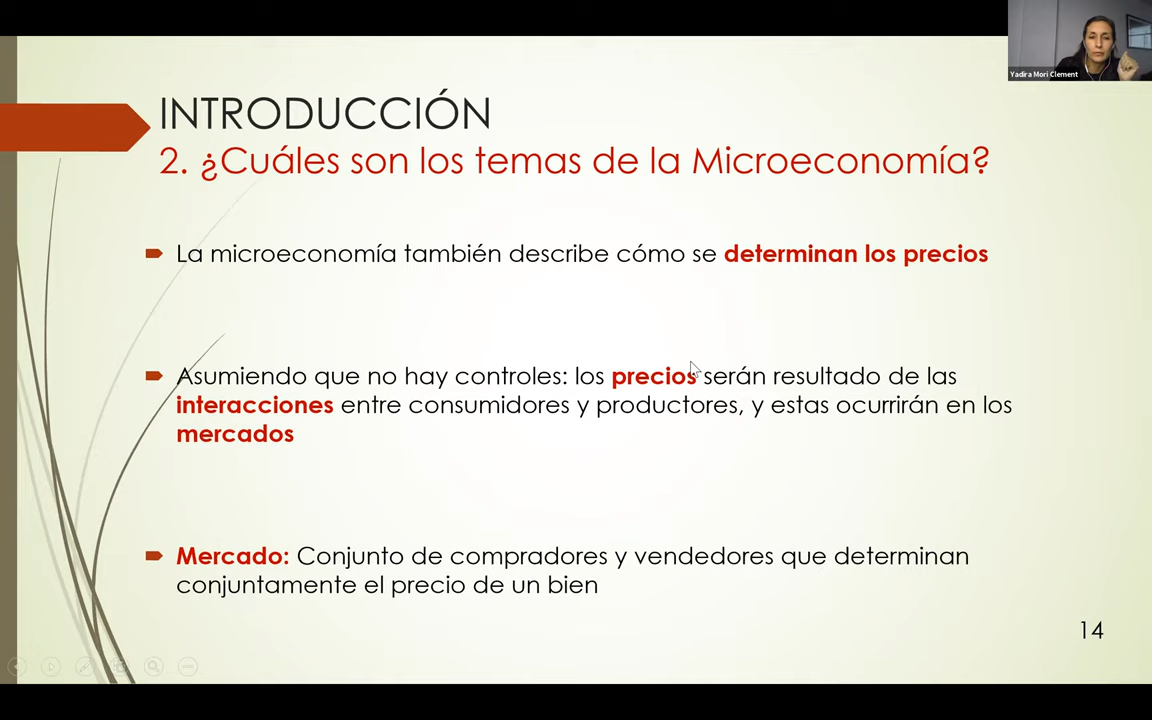 Yadira Mori Clement
INTRODUCCIÓN
2. ¿Cuáles son los temas de la Microeconomía?
La microeconomía también describe cómo se determinan los precios
Asumiendo que no hay controles: los precios serán resultado de las
interacciones entre consumidores y productores, y estas ocurrirán en los
mercados
Mercado: Conjunto de compradores y vendedores que determinan
conjuntamente el precio de un bien
14